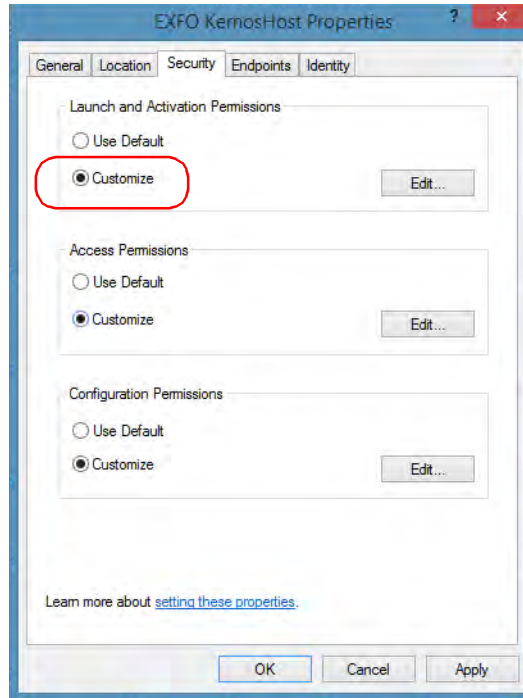 EXFO KernosHost Properties ? ×
General Location Security Endpoints Identity
Launch and Activation Permissions
Use Default
Customize
Edit...
Access Permissions
Use Default
Customize
Edit...
Configuration Permissions
Use Default
Customize
Edit...
Learn more about setting these properties.
OK Cancel Apply